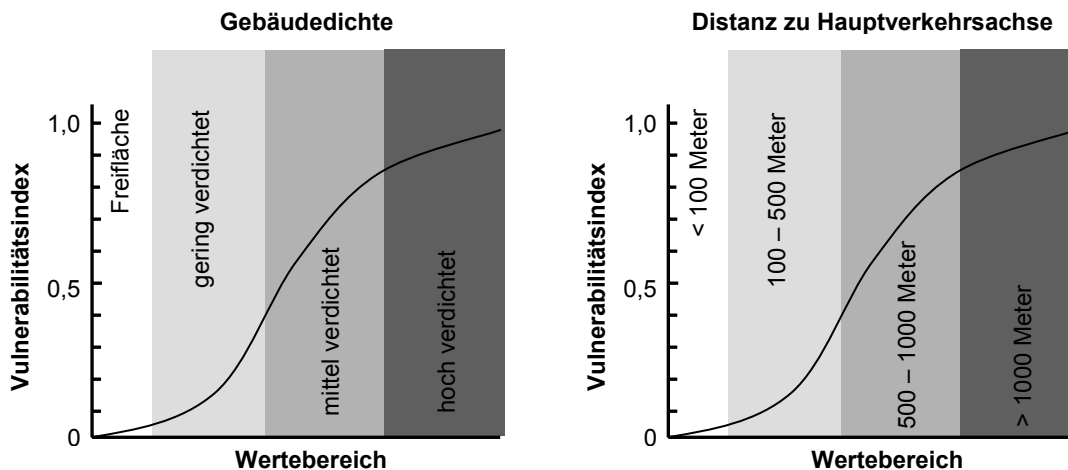 Gebäudedichte
Vulnerabilitätsindex
1,0
0,5
0
Freifläche
gering verdichtet
mittel verdichtet
hoch verdichtet
Wertebereich
Distanz zu Hauptverkehrsachse
Vulnerabilitätsindex
1,0
0,5
0
< 100 Meter
100 – 500 Meter
500 – 1000 Meter
> 1000 Meter
Wertebereich